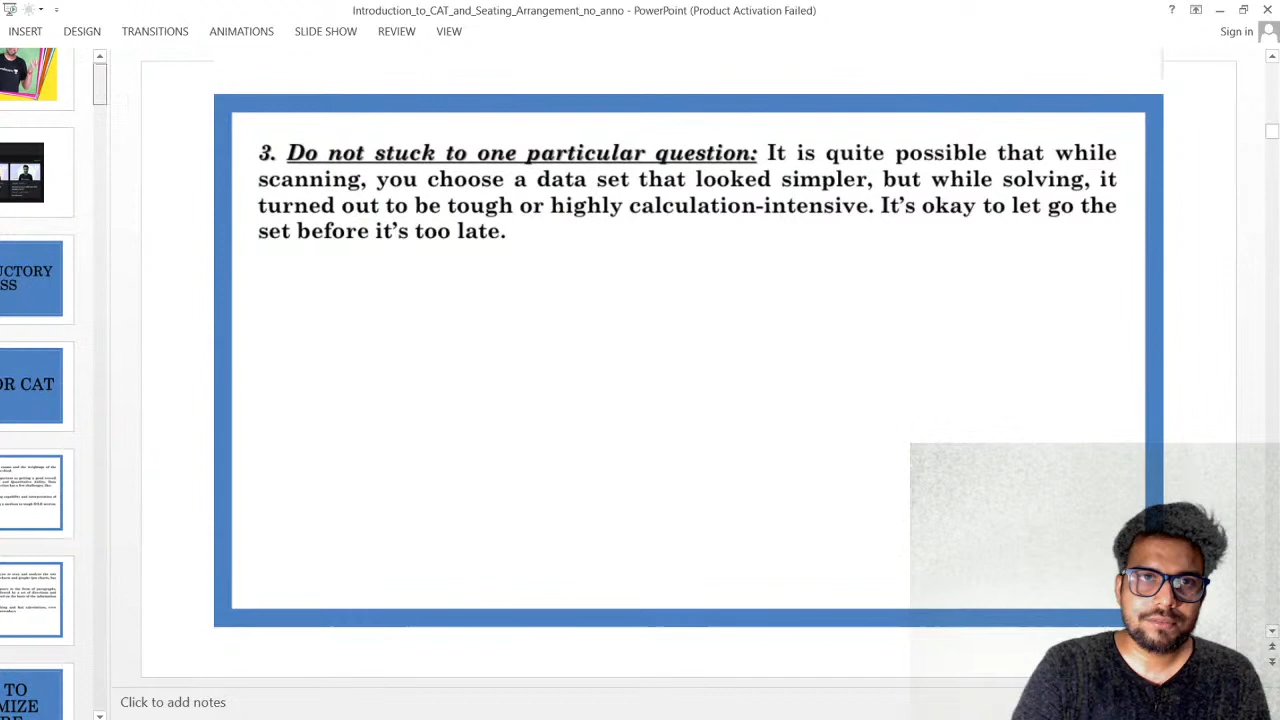 Introduction_to_CAT_and_Seating_Arrangement_no_anno - PowerPoint (Product Activation Failed)
INSERT DESIGN TRANSITIONS ANIMATIONS SLIDE SHOW REVIEW VIEW Sign in
3. Do not stuck to one particular question: It is quite possible that while
scanning, you choose a data set that looked simpler, but while solving, it
turned out to be tough or highly calculation-intensive. It's okay to let go the
set before it's too late.
UCTORY
SS
OR CAT
TO
MIZE
Click to add notes